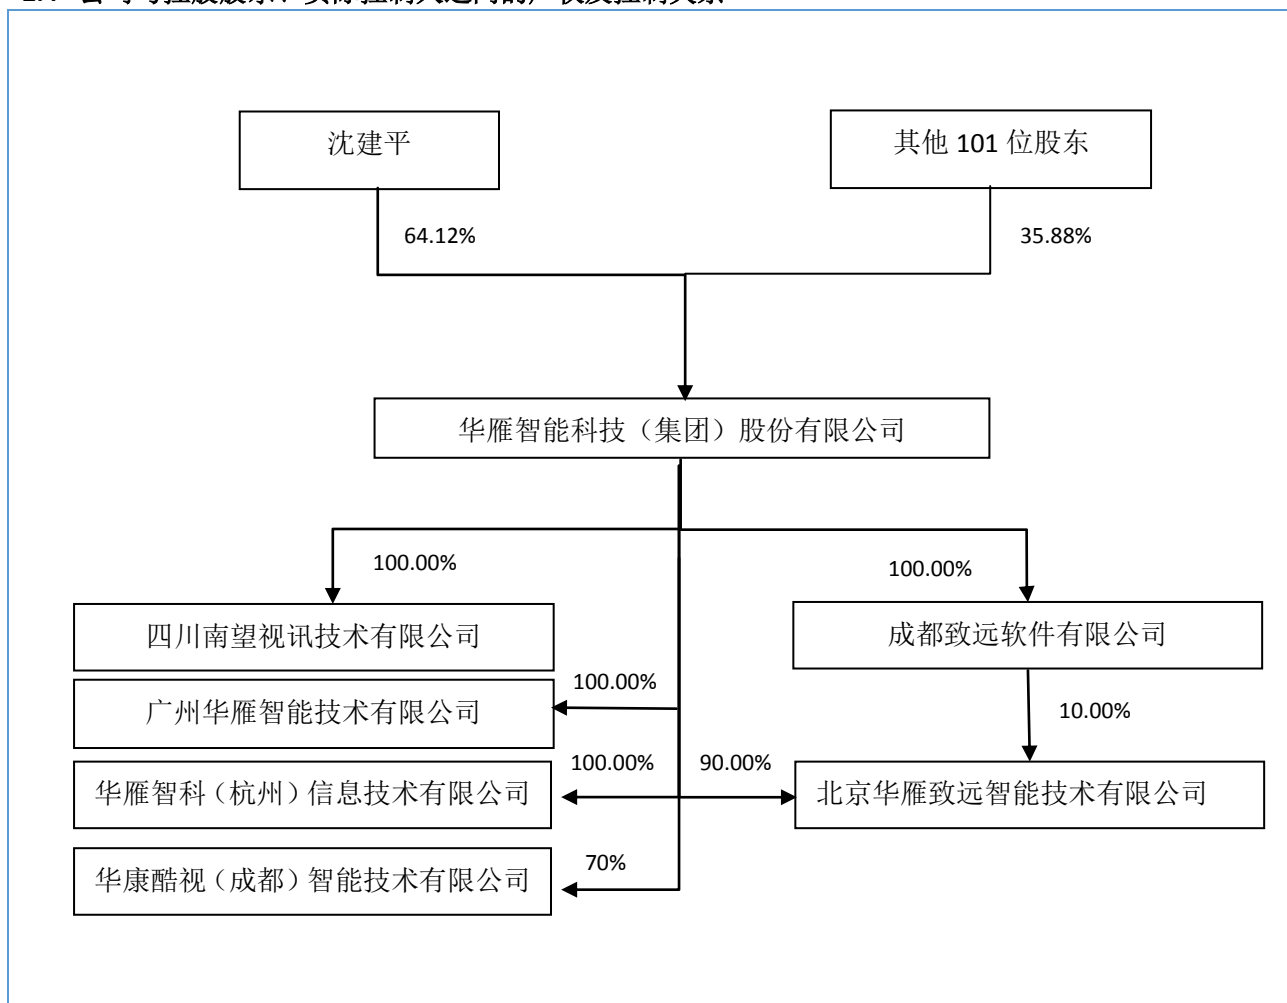 沈建平
其他 101 位股东
64.12%
35.88%
华雁智能科技（集团）股份有限公司
100.00%
100.00%
四川南望视讯技术有限公司
成都致远软件有限公司
100.00%
广州华雁智能技术有限公司
10.00%
100.00%
90.00%
华雁智科（杭州）信息技术有限公司
北京华雁致远智能技术有限公司
70%
华康酷视（成都）智能技术有限公司